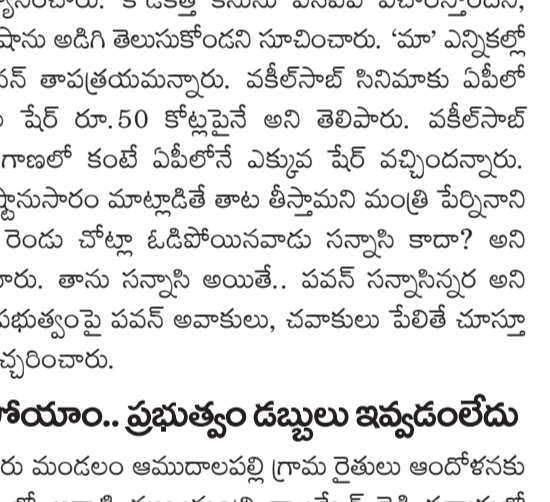 షాను అడిగి తెలుసుకోండని సూచించారు. ‘మా’ ఎన్నికల్లో
వన్ తాపత్రయమన్నారు. వకీల్‌సాబ్ సినిమాకు ఏపీలో
షేర్ రూ.50 కోట్లపైనే అని తెలిపారు. వకీల్‌సాబ్
గాణలో కంటే ఏపీలోనే ఎక్కువ షేర్ వచ్చిందన్నారు.
ష్టానుసారం మాట్లాడితే తాట తీస్తామని మంత్రి పేర్నినాని
రెండు చోట్లా ఓడిపోయినవాడు సన్నాసి కాదా? అని
చారు. తాను సన్నాసి అయితే.. పవన్ సన్నాసిన్నర అని
ప్రభుత్వంపై పవన్ అవాకులు, చవాకులు పేలితే చూస్తూ
చ్చరించారు.
పోయాం.. ప్రభుత్వం డబ్బులు ఇవ్వడంలేదు
రు మండలం ఆముదాలపల్లి గ్రామ రైతులు ఆందోళనకు